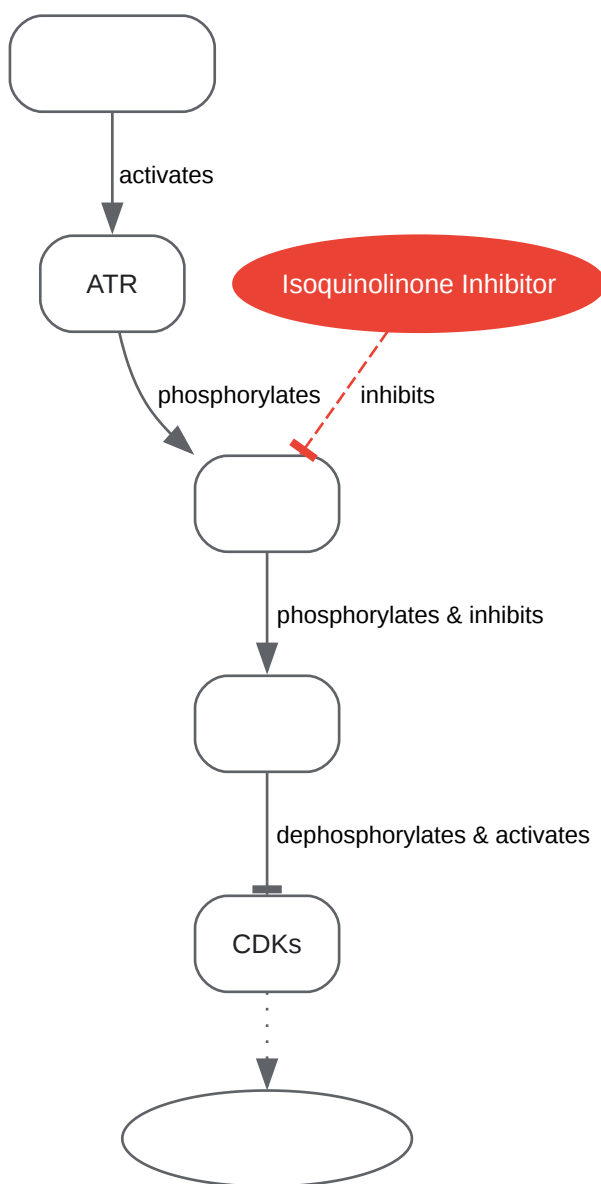 activates
ATR
Isoquinolinone Inhibitor
phosphorylates
inhibits
phosphorylates & inhibits
dephosphorylates & activates
CDKs